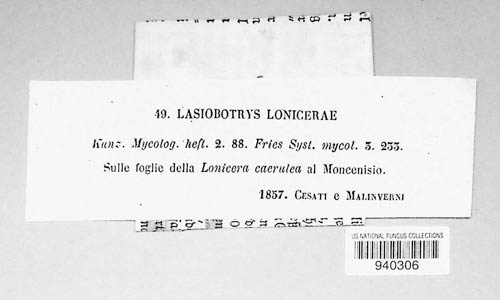 49. LASIOBOTRYS LONICERAE
Kunz. Mycolog. heft. 2. 88. Fries Syst. mycol. 3. 233.
Sulle foglie della Lonicera caerulea al Moncenisio.
1857. CESATI e MALINVERNI
US NATIONAL FUNGUS COLLECTIONS
940306